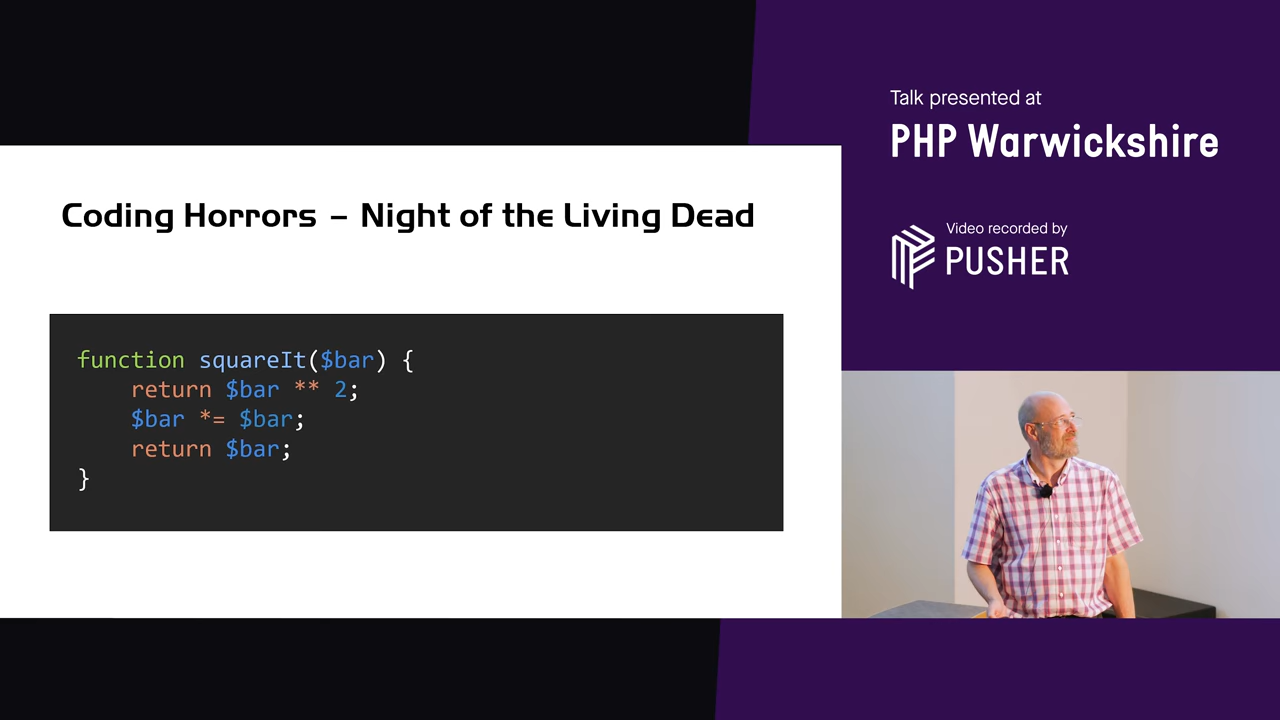 Talk presented at
PHP Warwickshire
Video recorded by
PUSHER
Coding Horrors – Night of the Living Dead
function squareIt($bar) {
    return $bar ** 2;
    $bar *= $bar;
    return $bar;
}